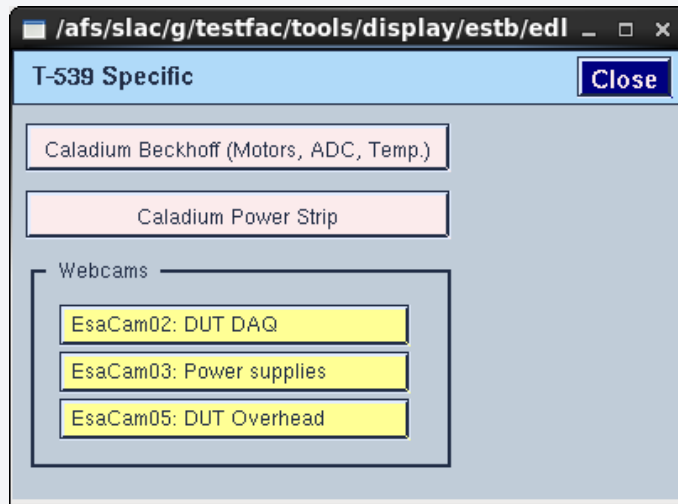 /afs/slac/g/testfac/tools/display/estb/edl
T-539 Specific
Close
Caladium Beckhoff (Motors, ADC, Temp.)
Caladium Power Strip
Webcams
EsaCam02: DUT DAQ
EsaCam03: Power supplies
EsaCam05: DUT Overhead